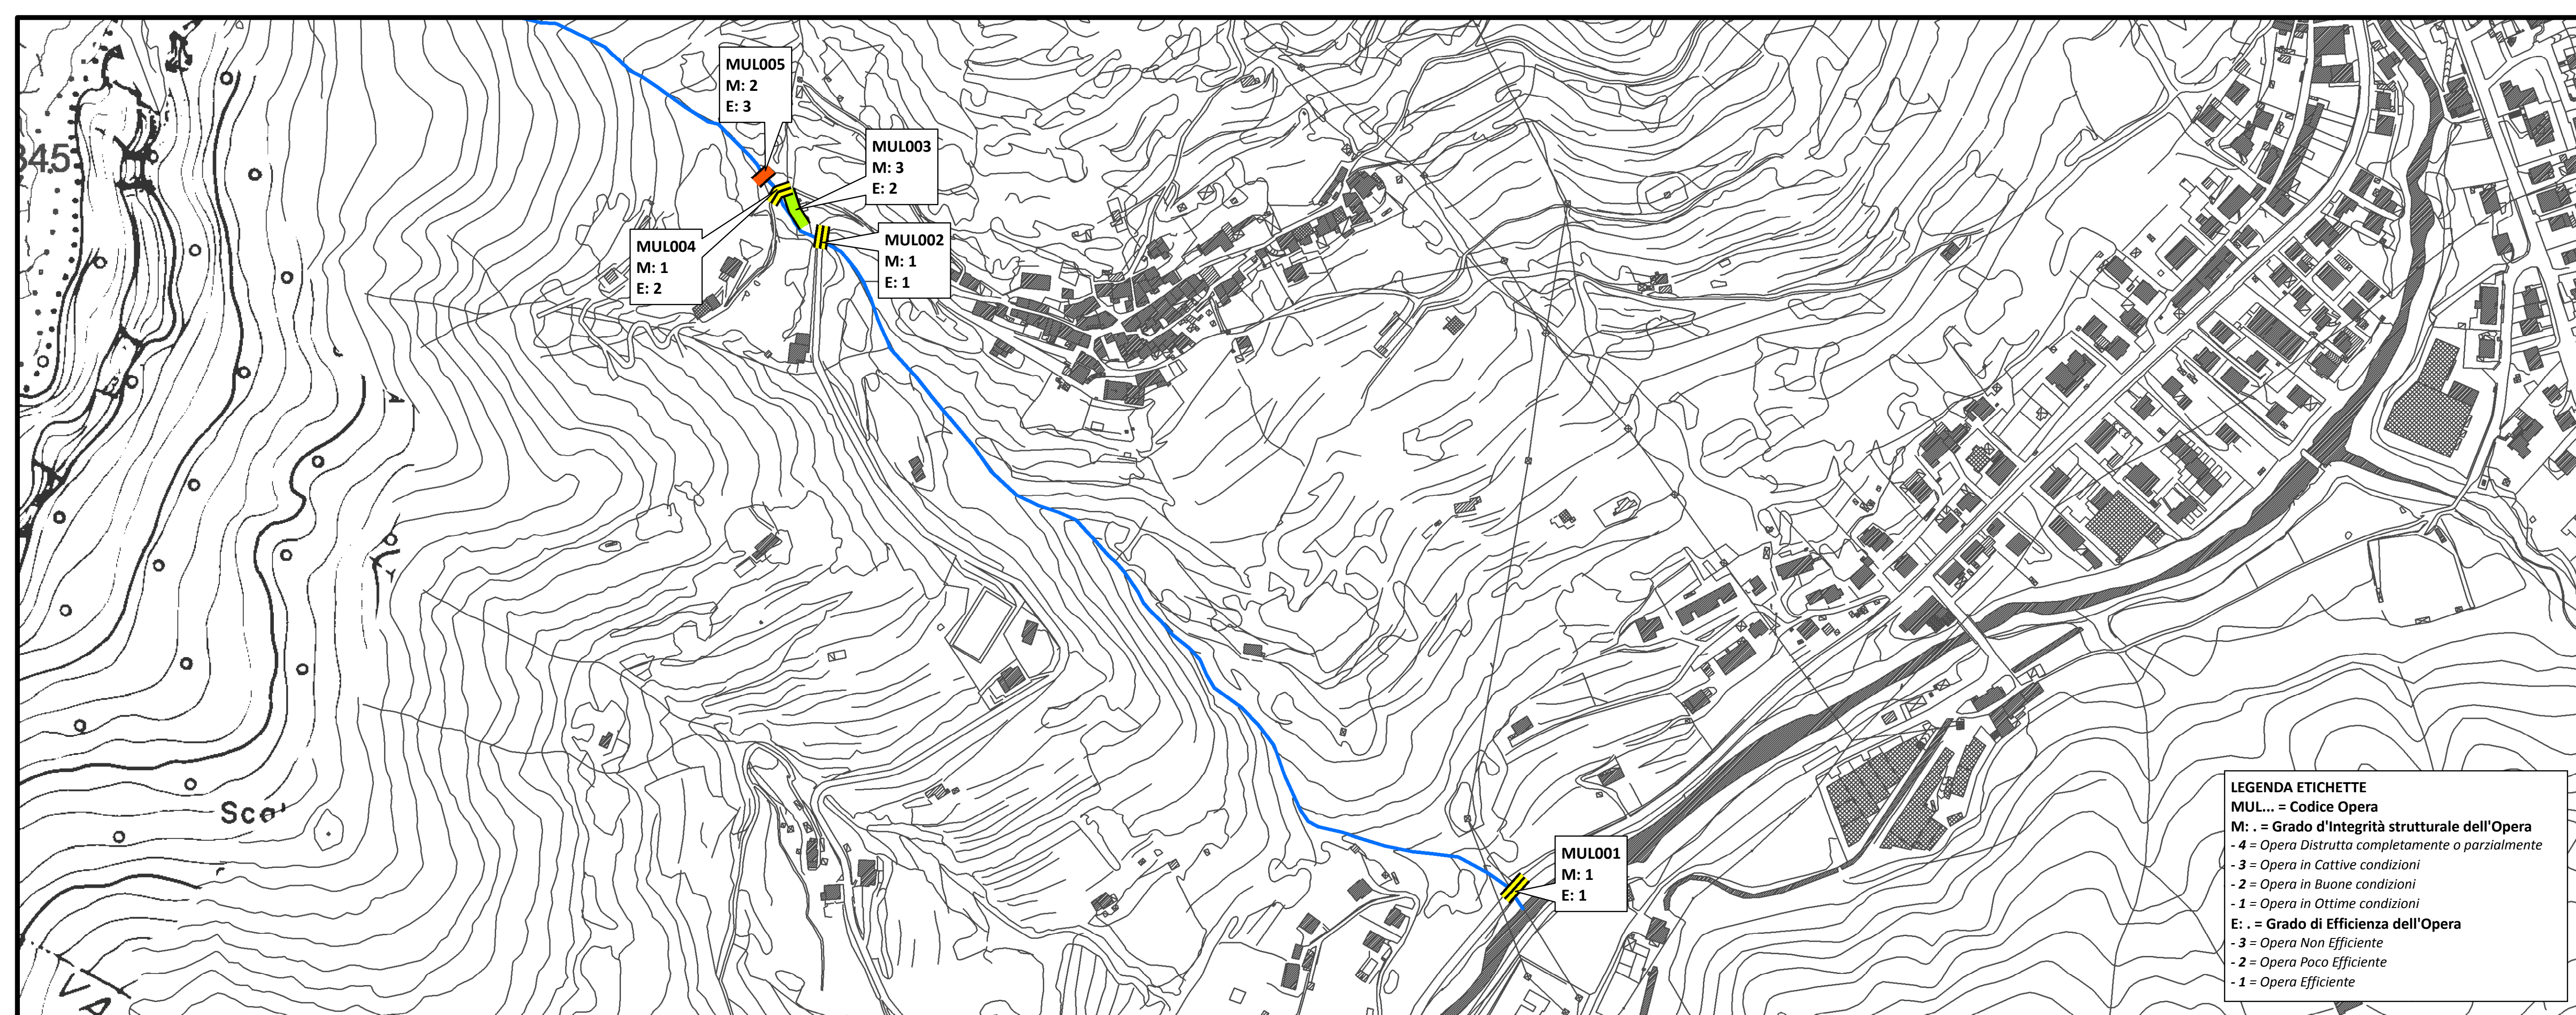 MUL005
M: 2
E: 3
MUL003
M: 3
E: 2
845
MUL004
M: 1
E: 2
MUL002
M: 1
E: 1
Sca'
MUL001
M: 1
E: 1
VA
LEGENDA ETICHETTE
MUL... = Codice Opera
M: . = Grado d'Integrità strutturale dell'Opera
- 4 = Opera Distrutta completamente o parzialmente
- 3 = Opera in Cattive condizioni
- 2 = Opera in Buone condizioni
- 1 = Opera in Ottime condizioni
E: . = Grado di Efficienza dell'Opera
- 3 = Opera Non Efficiente
- 2 = Opera Poco Efficiente
- 1 = Opera Efficiente